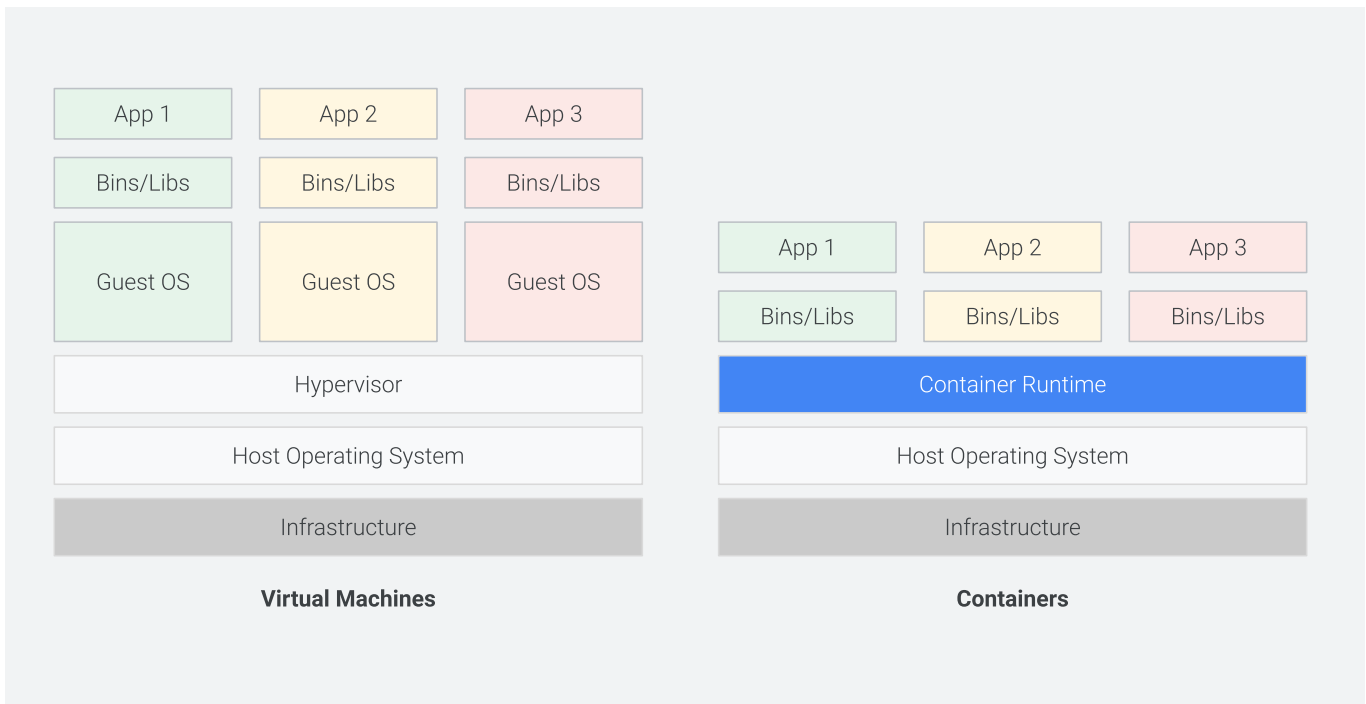 App 1
App 2
App 3
Bins/Libs
Bins/Libs
Bins/Libs
Guest OS
Guest OS
Guest OS
Hypervisor
Host Operating System
Infrastructure
Virtual Machines
App 1
App 2
App 3
Bins/Libs
Bins/Libs
Bins/Libs
Container Runtime
Host Operating System
Infrastructure
Containers